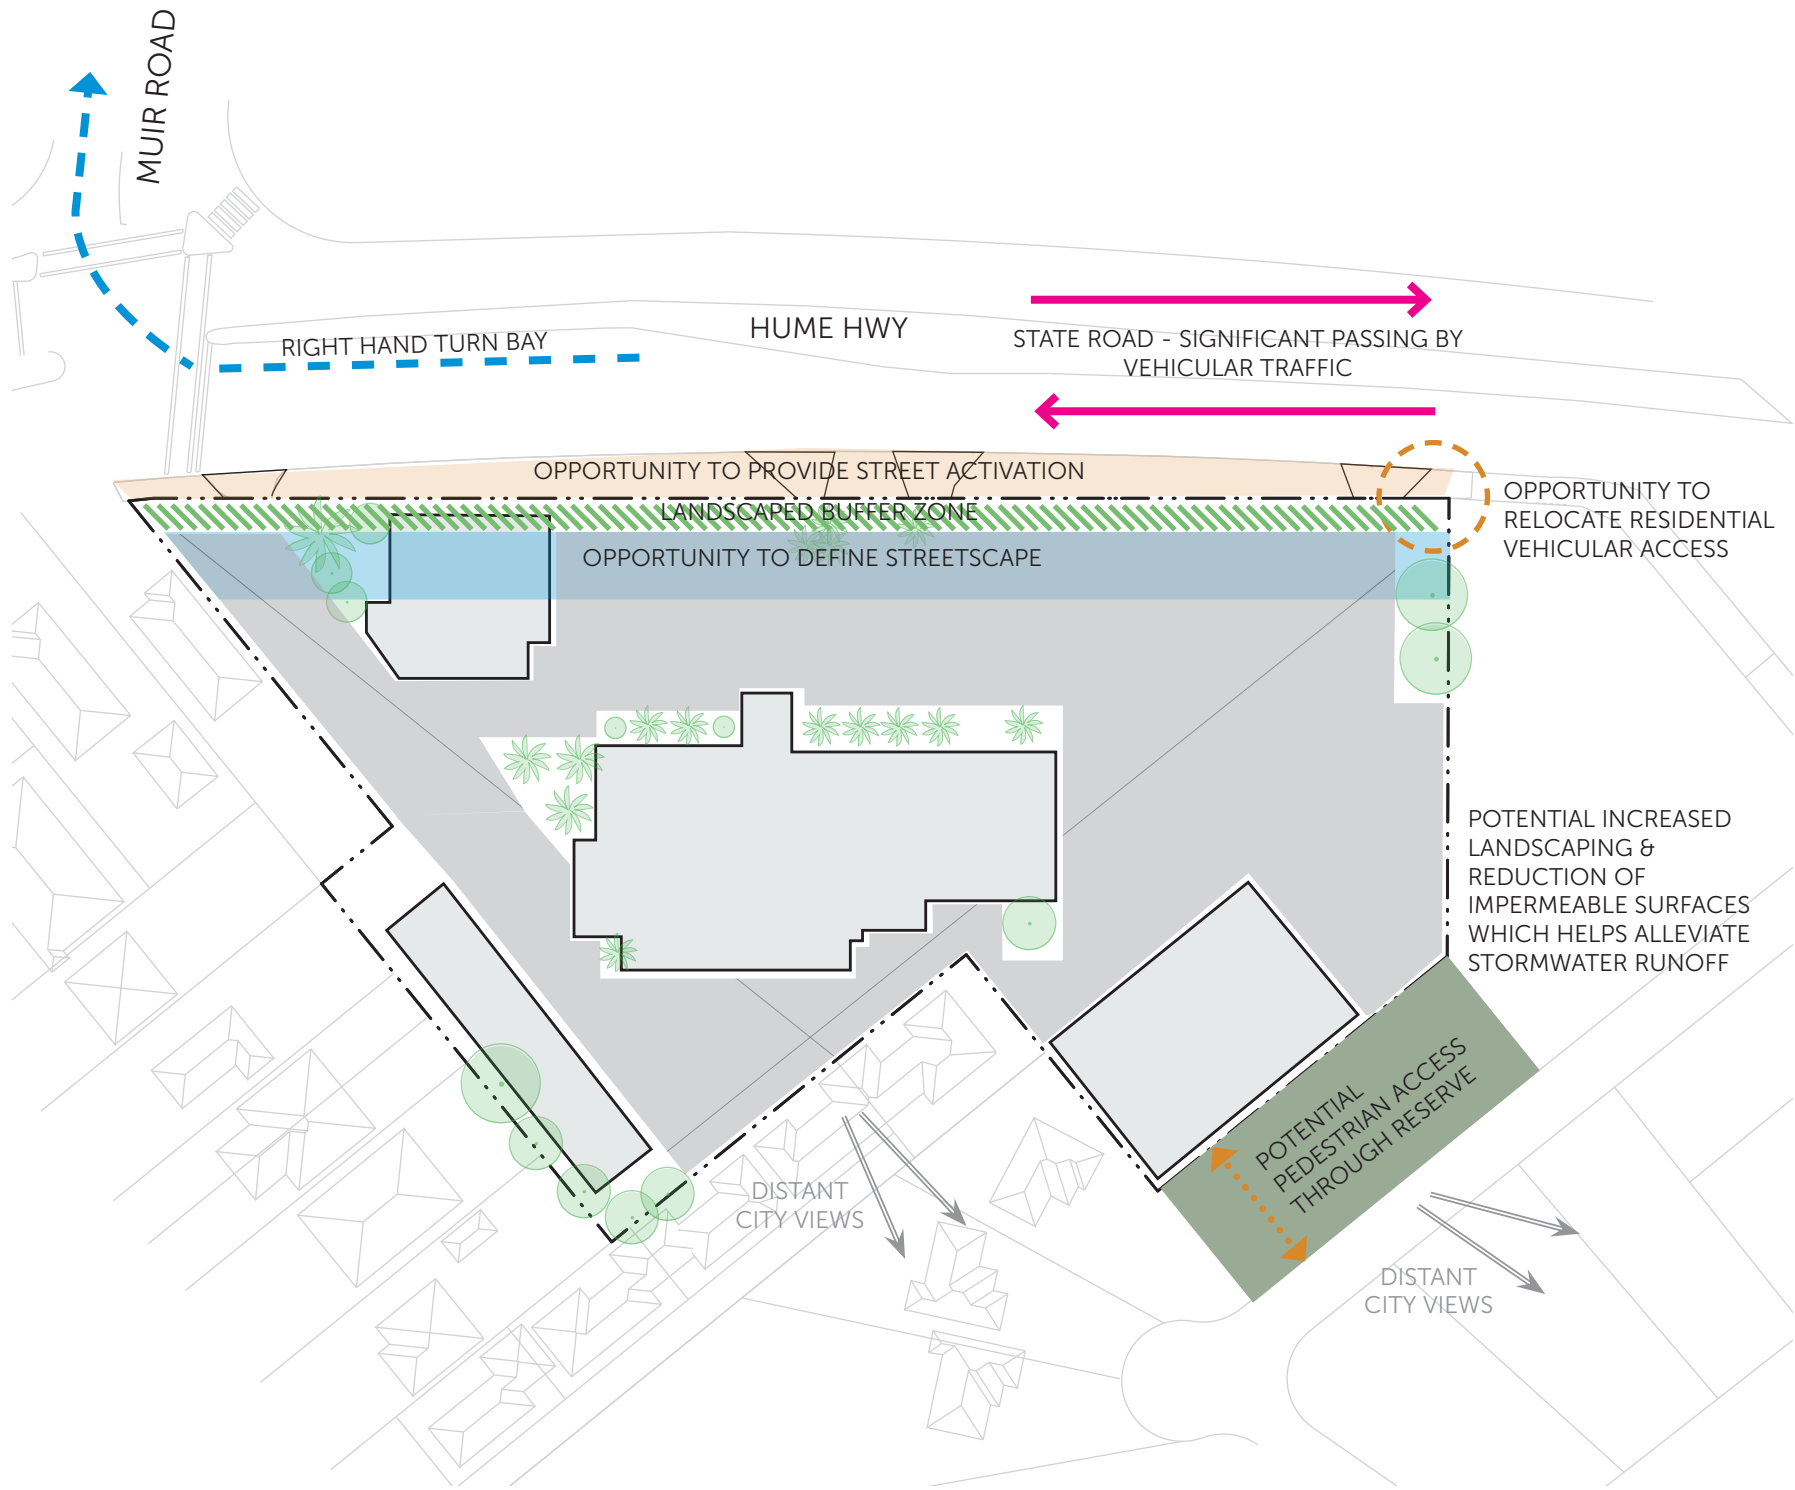 MUIR ROAD
HUME HWY
RIGHT HAND TURN BAY
STATE ROAD - SIGNIFICANT PASSING BY
VEHICULAR TRAFFIC
OPPORTUNITY TO PROVIDE STREET ACTIVATION
LANDSCAPED BUFFER ZONE
OPPORTUNITY TO DEFINE STREETSCAPE
OPPORTUNITY TO
RELOCATE RESIDENTIAL
VEHICULAR ACCESS
POTENTIAL INCREASED
LANDSCAPING &
REDUCTION OF
IMPERMEABLE SURFACES
WHICH HELPS ALLEVIATE
STORMWATER RUNOFF
POTENTIAL
PEDESTRIAN ACCESS
THROUGH RESERVE
DISTANT
CITY VIEWS
DISTANT
CITY VIEWS